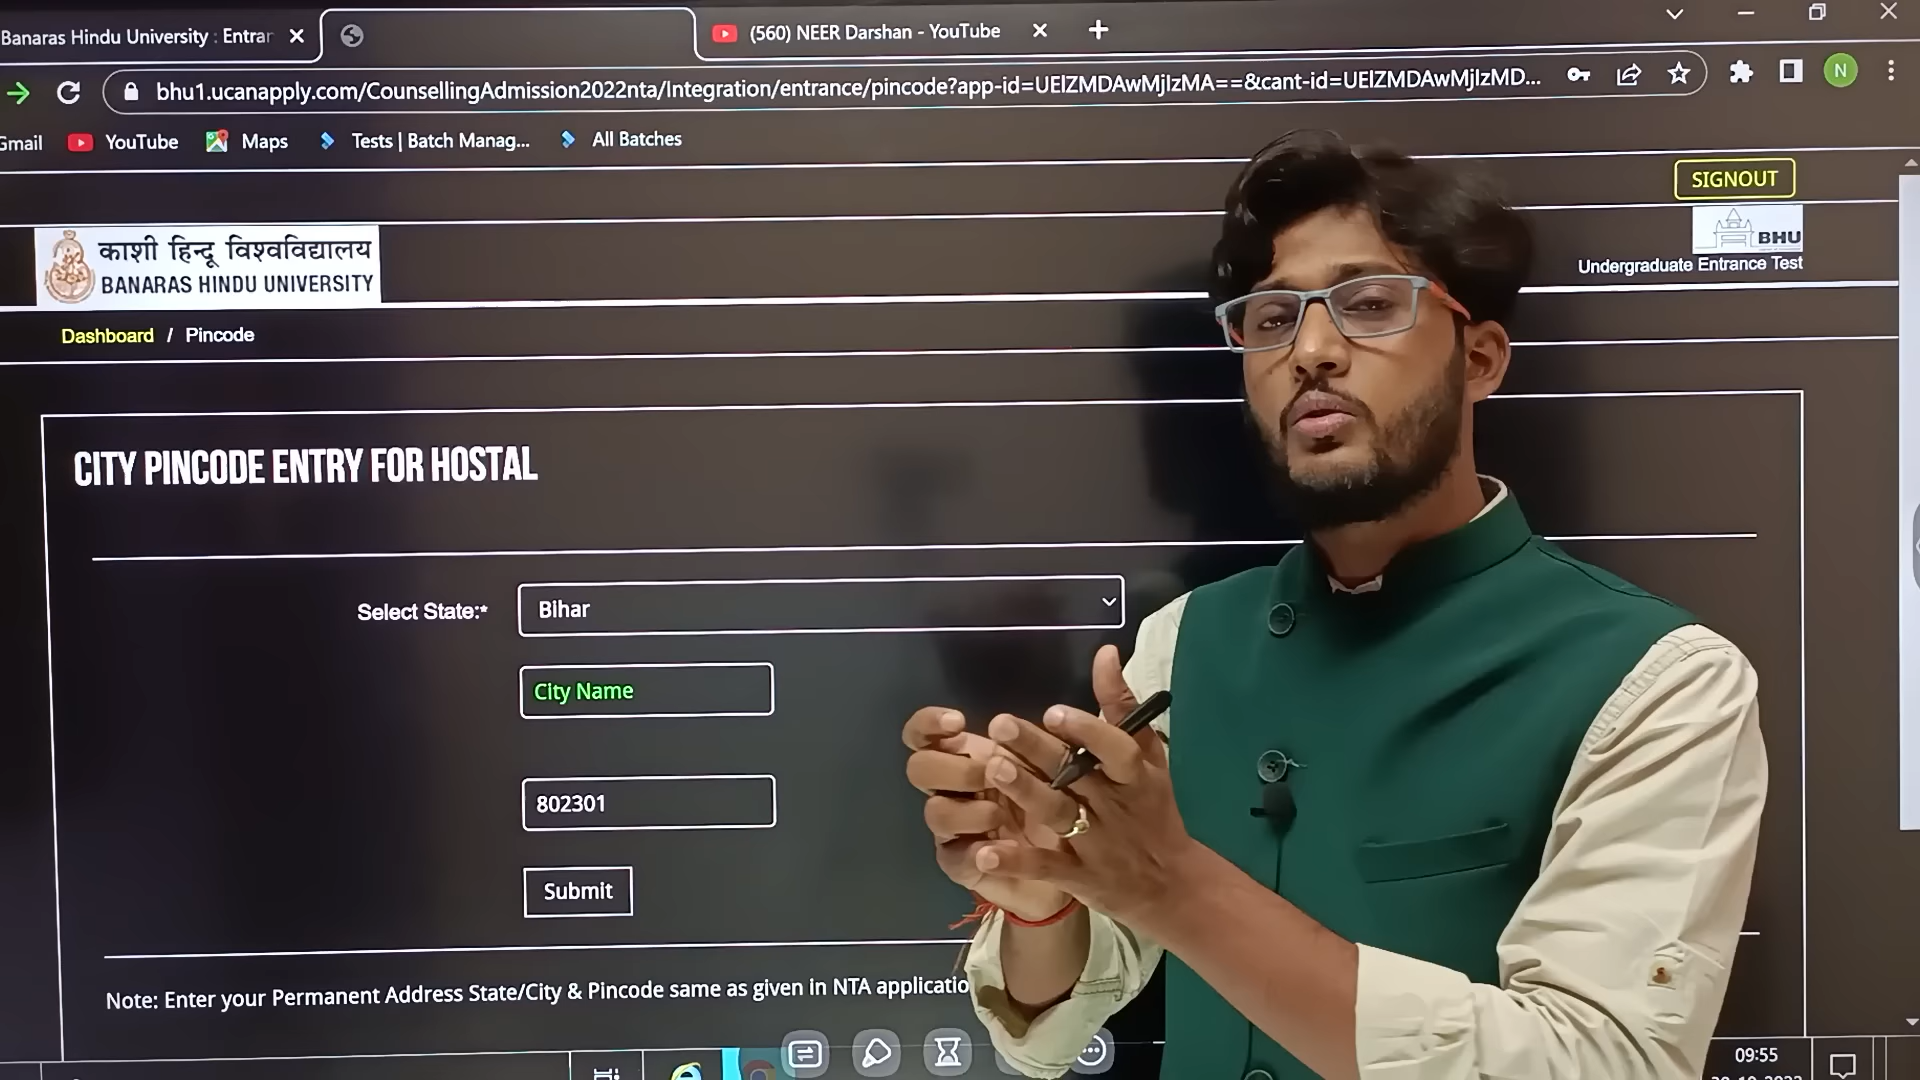 Banaras Hindu University : Entrar
(560) NEER Darshan - YouTube
bhu1.ucanapply.com/CounsellingAdmission2022nta/Integration/entrance/pincode?app-id=UElZMDAwMjIzMA==&cant-id=UElZMDAwMjIzMD...
N
Gmail
YouTube
Maps
Tests | Batch Manag...
All Batches
SIGNOUT
काशी हिन्दू विश्वविद्यालय
BANARAS HINDU UNIVERSITY
BHU
Undergraduate Entrance Test
Dashboard / Pincode
CITY PINCODE ENTRY FOR HOSTAL
Select State:*
Bihar
City Name
802301
Submit
Note: Enter your Permanent Address State/City & Pincode same as given in NTA applicatio
09:55